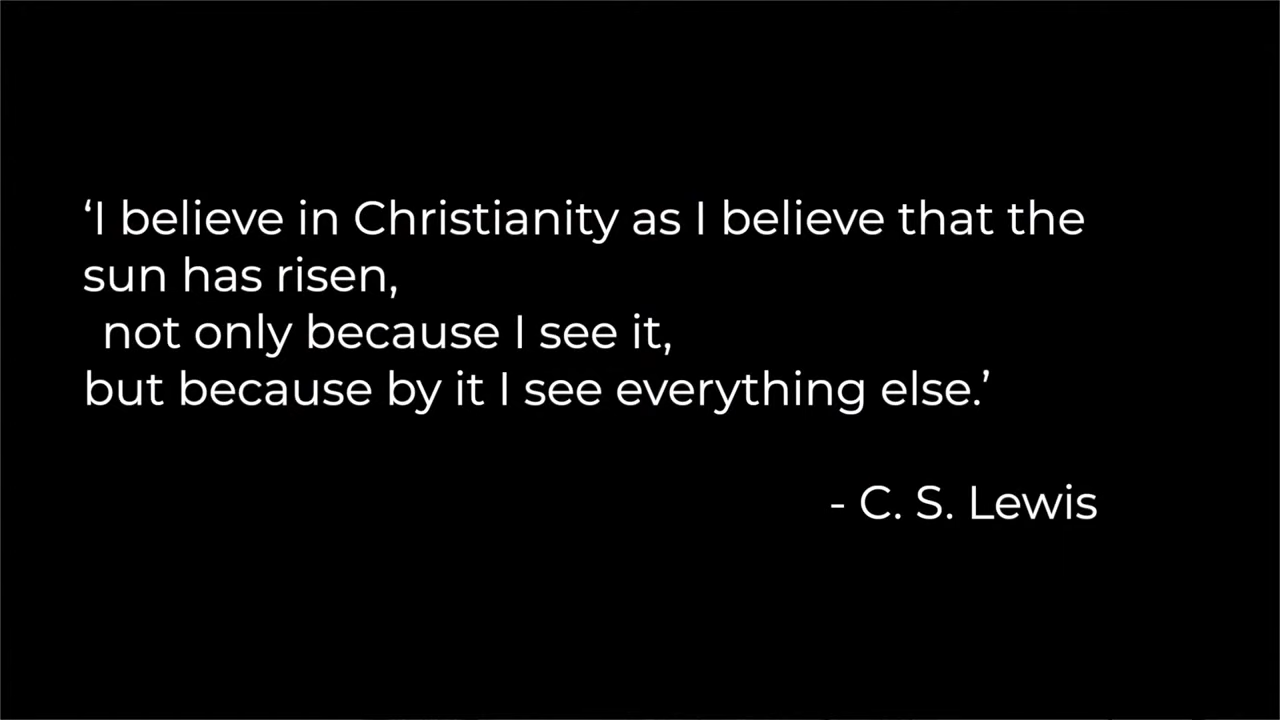 ‘I believe in Christianity as I believe that the
sun has risen,
not only because I see it,
but because by it I see everything else.’
- C. S. Lewis